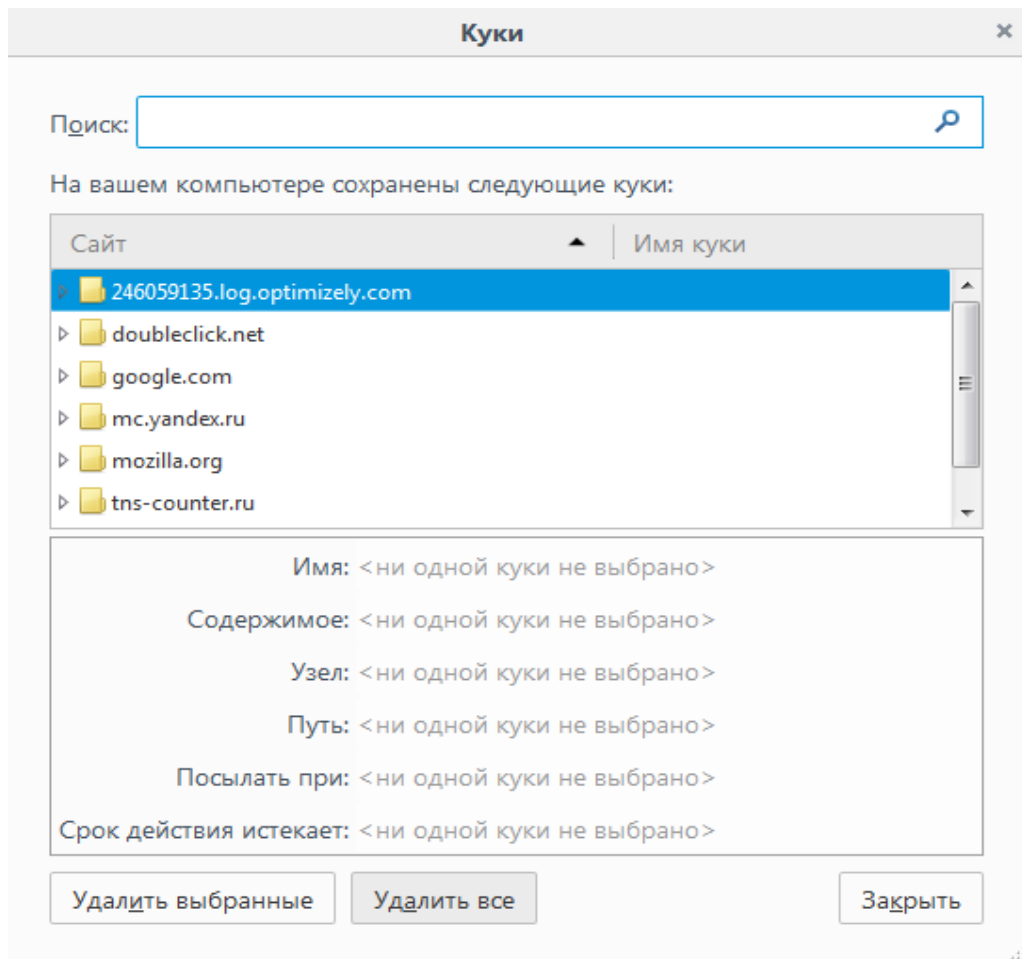 Куки
Поиск:
На вашем компьютере сохранены следующие куки:
Сайт Имя куки
246059135.log.optimizely.com
doubleclick.net
google.com
mc.yandex.ru
mozilla.org
tns-counter.ru
Имя: <ни одной куки не выбрано>
Содержимое: <ни одной куки не выбрано>
Узел: <ни одной куки не выбрано>
Путь: <ни одной куки не выбрано>
Посылать при: <ни одной куки не выбрано>
Срок действия истекает: <ни одной куки не выбрано>
Удалить выбранные Удалить все Закрыть